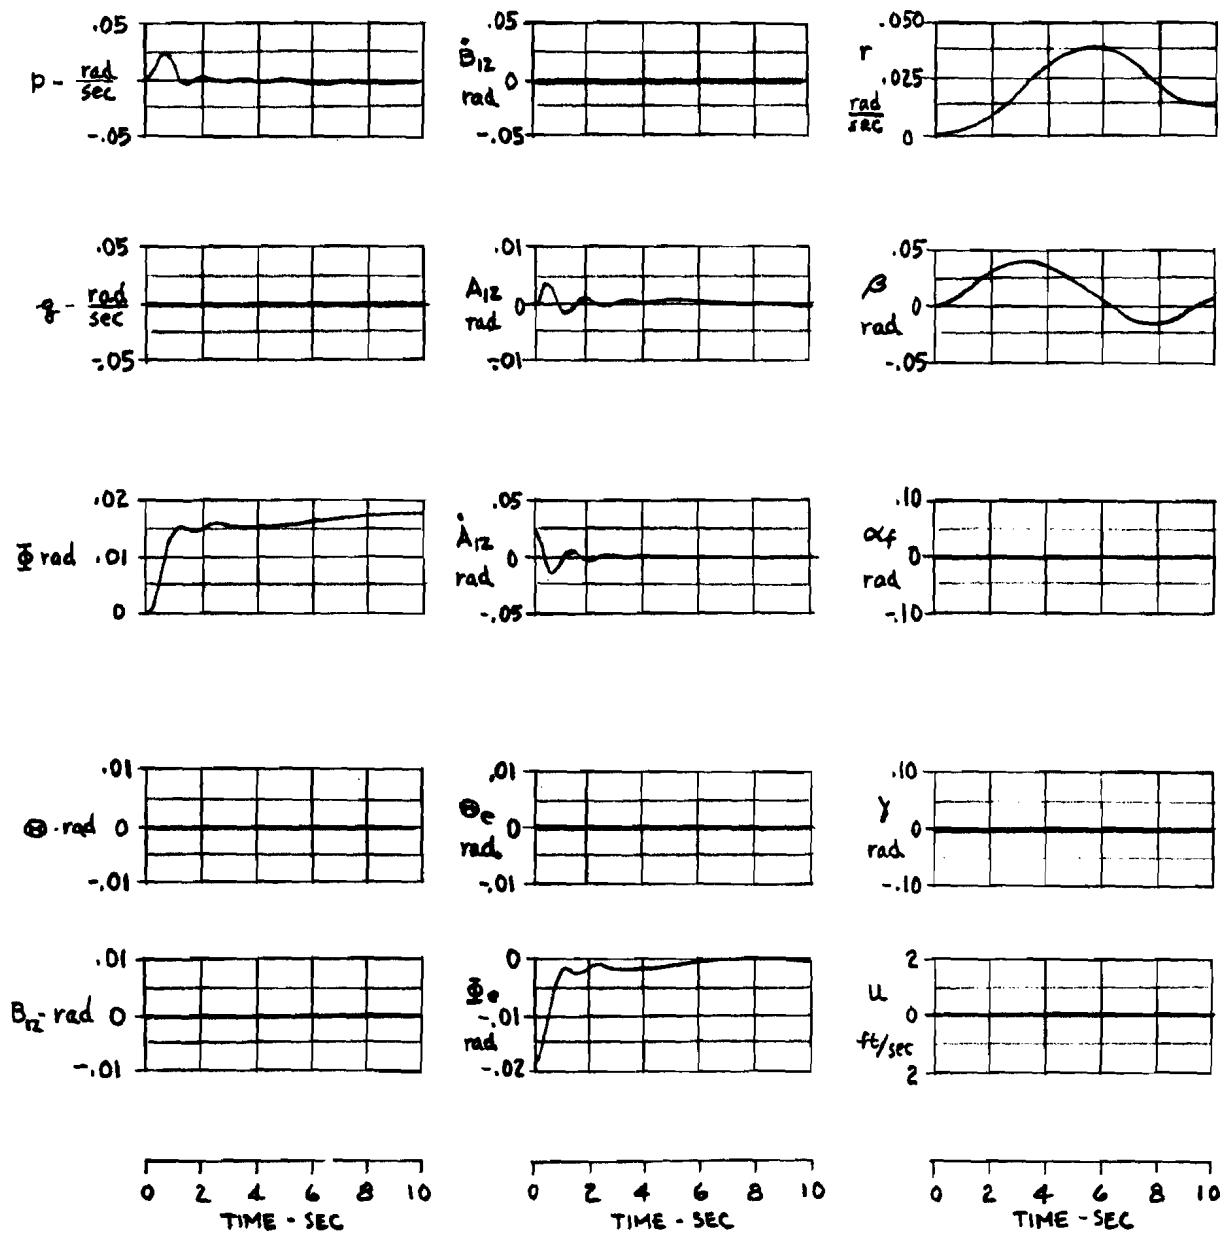 .05
p - rad/sec
-.05
.05
Ḃ12 0
rad
-.05
.050
r
.025
rad/sec
0
.05
q - rad/sec
-.05
.01
A12 0
rad
-.01
.05
β 0
rad
-.05
.02
Φ rad .01
0
.05
Ȧ12 0
rad
-.05
.10
αf 0
rad
-.10
.01
Θ - rad 0
-.01
.01
Θe 0
rad
-.01
.10
γ 0
rad
-.10
.01
B12 - rad 0
-.01
0
Φe
-.01
rad
-.02
2
u 0
ft/sec
2
0 2 4 6 8 10
TIME - SEC
0 2 4 6 8 10
TIME - SEC
0 2 4 6 8 10
TIME - SEC